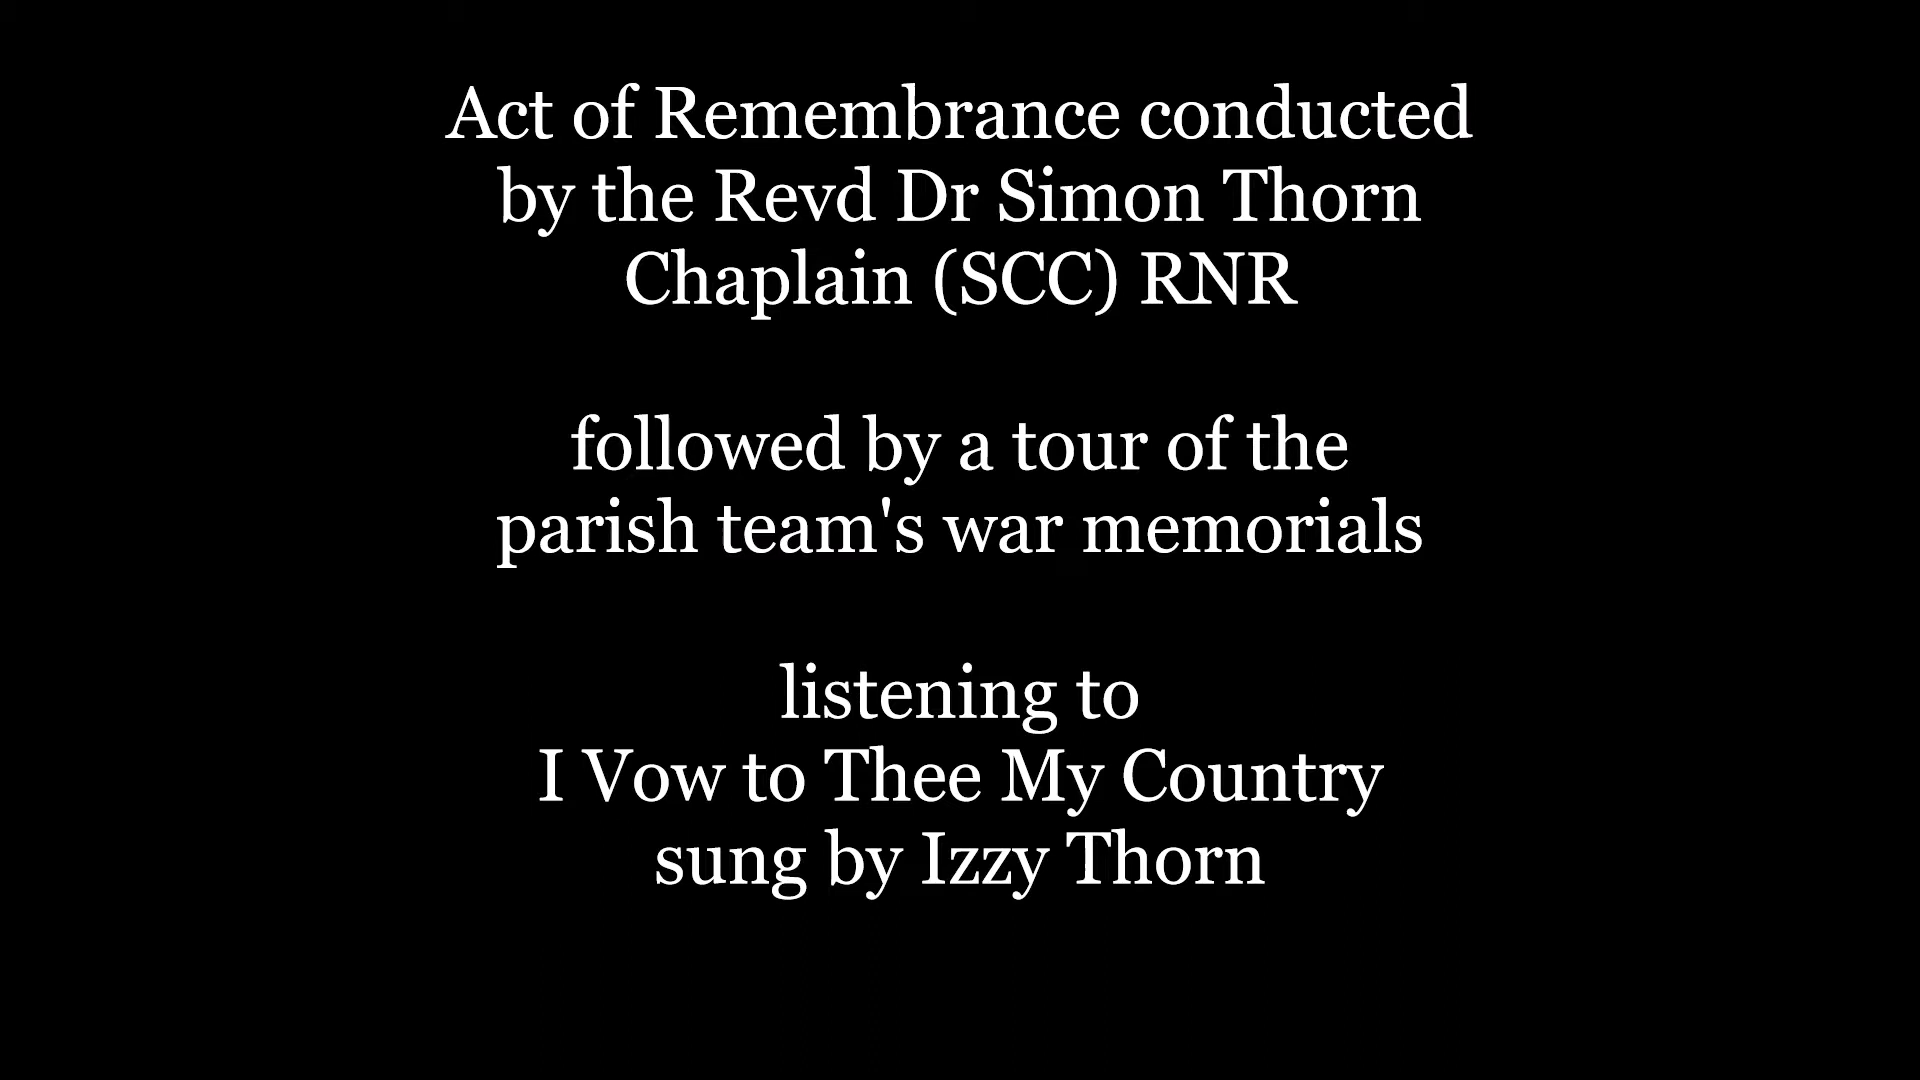 Act of Remembrance conducted
by the Revd Dr Simon Thorn
Chaplain (SCC) RNR
followed by a tour of the
parish team's war memorials
listening to
I Vow to Thee My Country
sung by Izzy Thorn